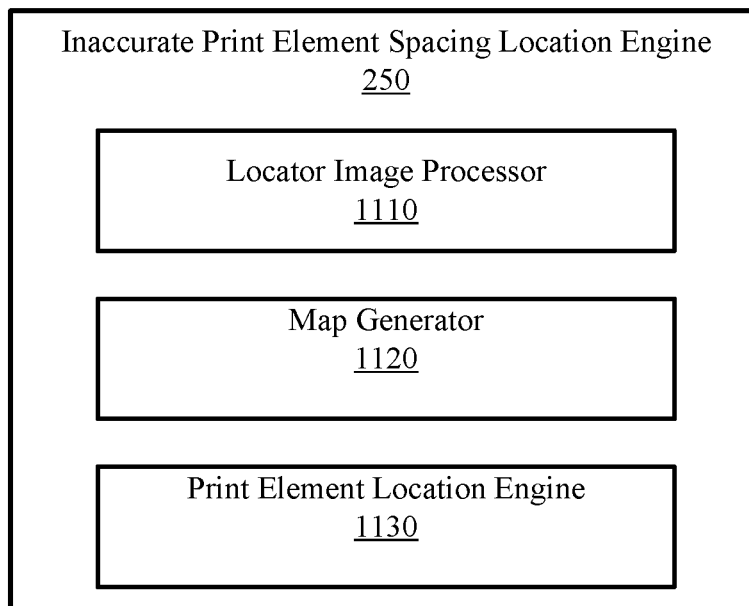 Inaccurate Print Element Spacing Location Engine
250
Locator Image Processor
1110
Map Generator
1120
Print Element Location Engine
1130